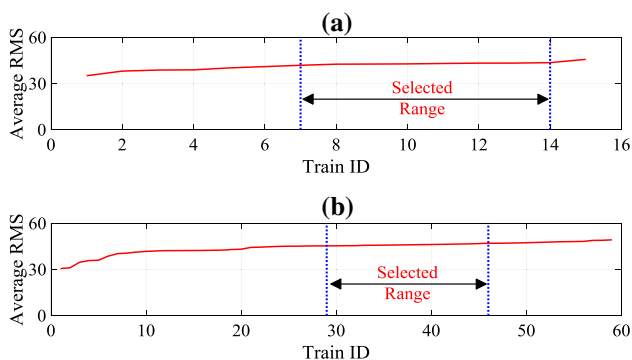 (a)
60
30
0
Average RMS
Selected
Range
0 2 4 6 8 10 12 14 16
Train ID
(b)
60
30
0
Average RMS
Selected
Range
0 10 20 30 40 50 60
Train ID